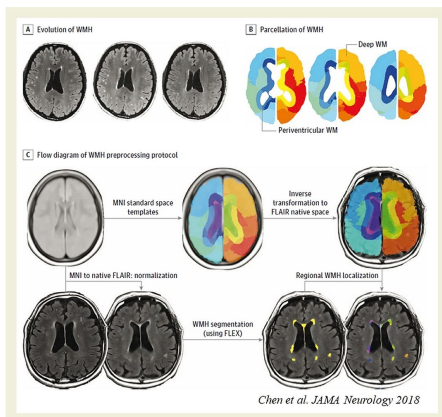 A Evolution of WMH
B Parcellation of WMH
Deep WM
Periventricular WM
C Flow diagram of WMH preprocessing protocol
MNI standard space
templates
Inverse
transformation to
FLAIR native space
MNI to native FLAIR: normalization
Regional WMH localization
WMH segmentation
(using FLEX)
Chen et al. JAMA Neurology 2018